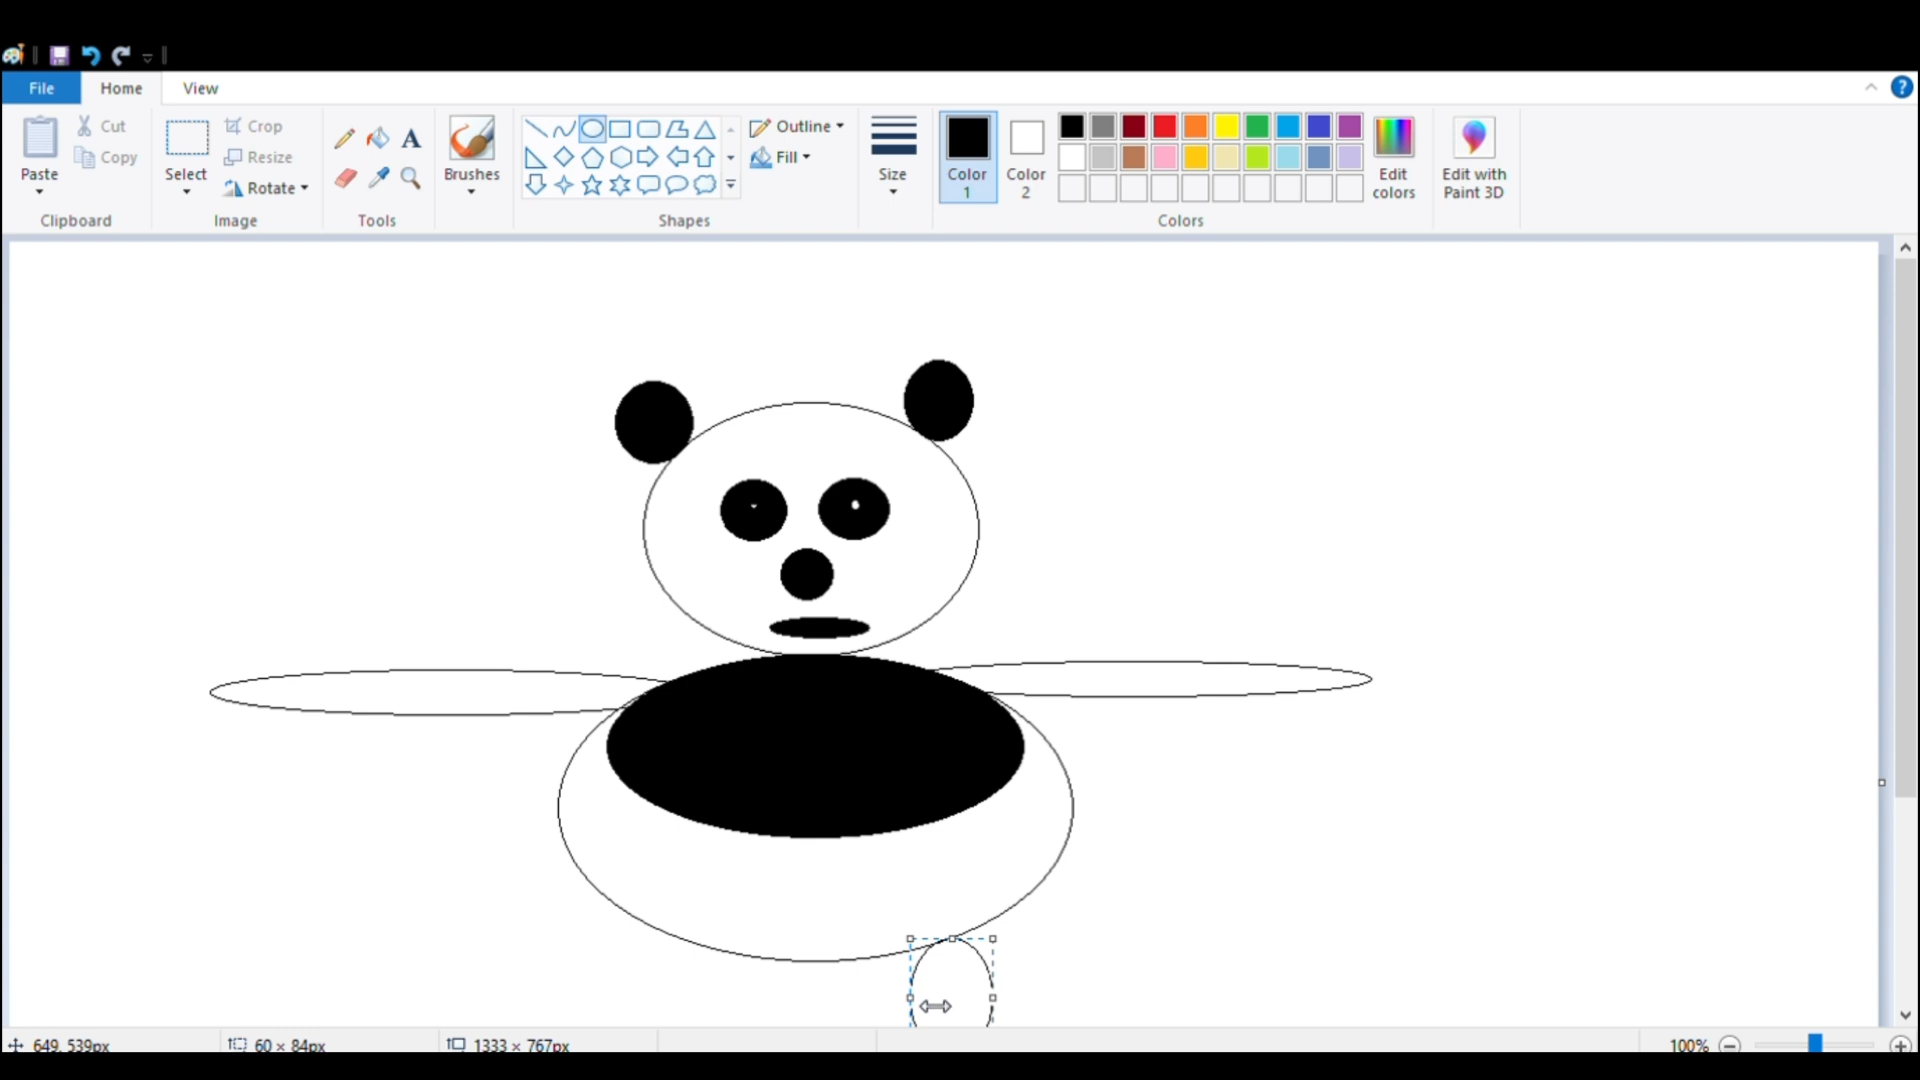 File Home View
Paste
Cut
Copy
Clipboard
Select
Crop
Resize
Rotate
Image
A
Tools
Brushes
Outline
Fill
Shapes
Size
Color
1
Color
2
Edit
colors
Colors
Edit with
Paint 3D
?
649, 539px 60 × 84px 1333 × 767px 100%